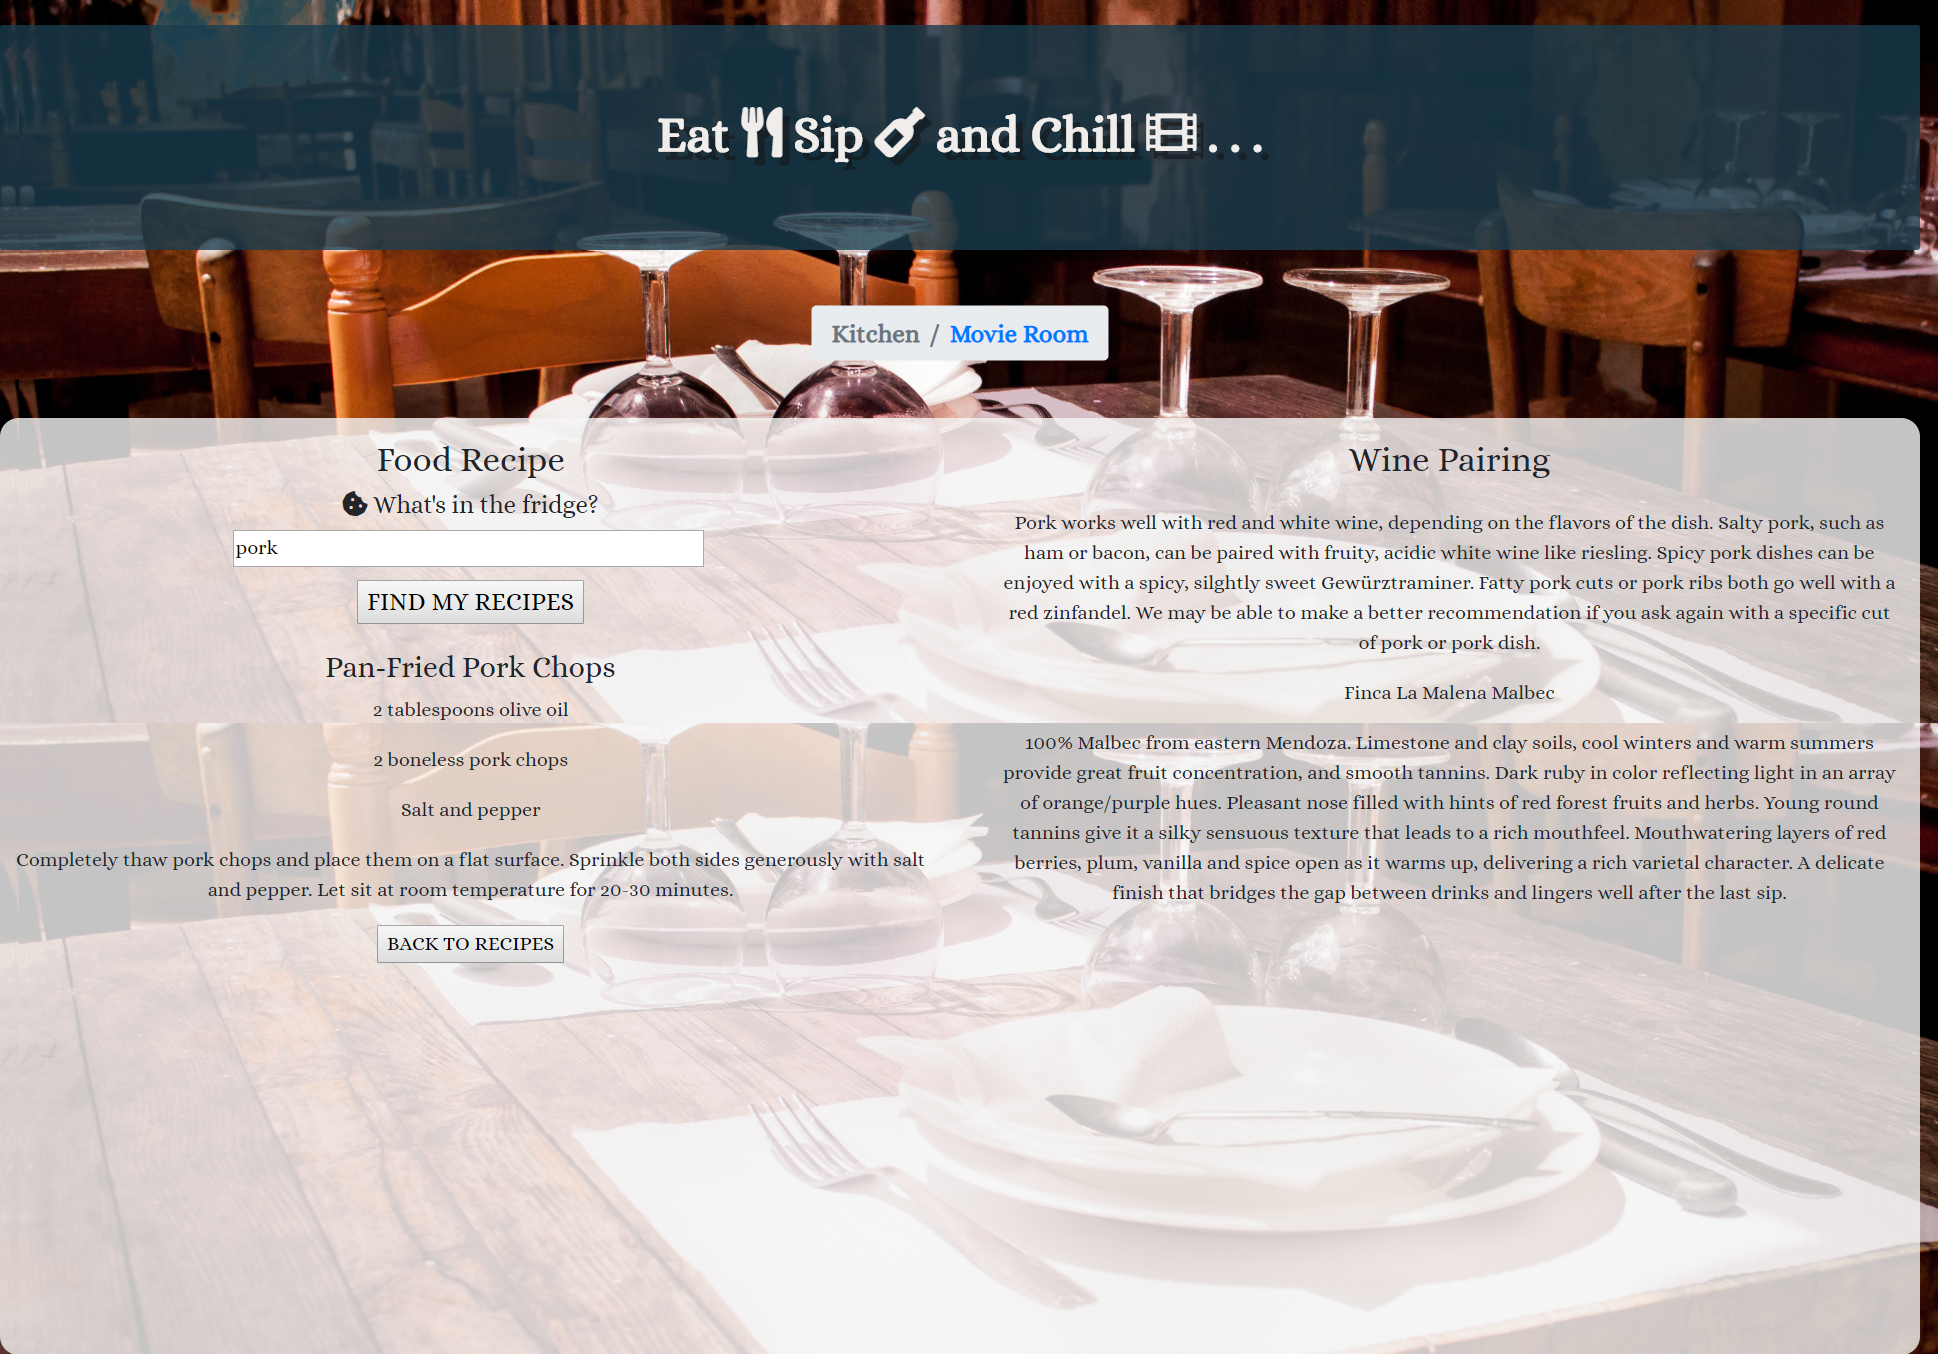 Eat Sip and Chill ...
Kitchen / Movie Room
Food Recipe
What's in the fridge?
pork
FIND MY RECIPES
Pan-Fried Pork Chops
2 tablespoons olive oil
2 boneless pork chops
Salt and pepper
Completely thaw pork chops and place them on a flat surface. Sprinkle both sides generously with salt
and pepper. Let sit at room temperature for 20-30 minutes.
BACK TO RECIPES
Wine Pairing
Pork works well with red and white wine, depending on the flavors of the dish. Salty pork, such as
ham or bacon, can be paired with fruity, acidic white wine like riesling. Spicy pork dishes can be
enjoyed with a spicy, silghtly sweet Gewürztraminer. Fatty pork cuts or pork ribs both go well with a
red zinfandel. We may be able to make a better recommendation if you ask again with a specific cut
of pork or pork dish.
Finca La Malena Malbec
100% Malbec from eastern Mendoza. Limestone and clay soils, cool winters and warm summers
provide great fruit concentration, and smooth tannins. Dark ruby in color reflecting light in an array
of orange/purple hues. Pleasant nose filled with hints of red forest fruits and herbs. Young round
tannins give it a silky sensuous texture that leads to a rich mouthfeel. Mouthwatering layers of red
berries, plum, vanilla and spice open as it warms up, delivering a rich varietal character. A delicate
finish that bridges the gap between drinks and lingers well after the last sip.